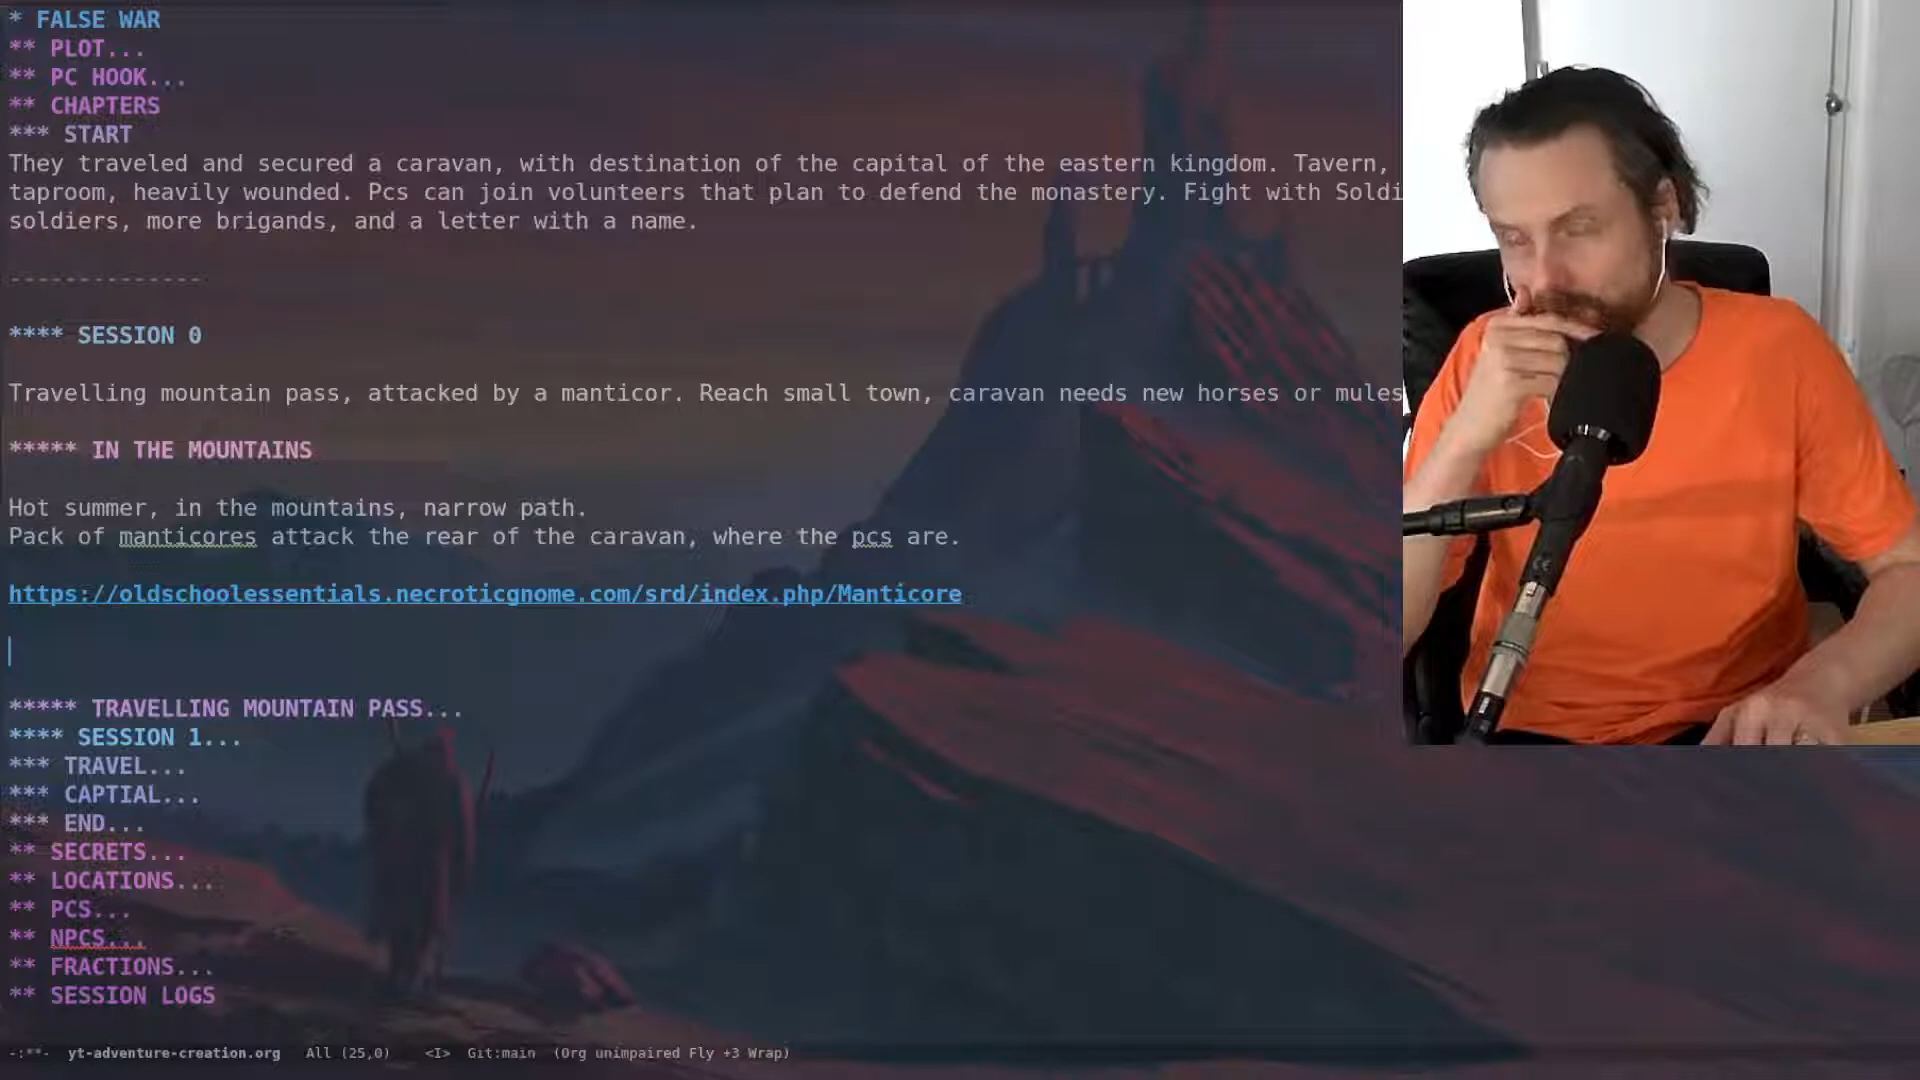 * FALSE WAR
** PLOT...
** PC HOOK...
** CHAPTERS
*** START
They traveled and secured a caravan, with destination of the capital of the eastern kingdom. Tavern,
taproom, heavily wounded. Pcs can join volunteers that plan to defend the monastery. Fight with Soldi
soldiers, more brigands, and a letter with a name.
--------------
**** SESSION 0
Travelling mountain pass, attacked by a manticor. Reach small town, caravan needs new horses or mules
***** IN THE MOUNTAINS
Hot summer, in the mountains, narrow path.
Pack of manticores attack the rear of the caravan, where the pcs are.
https://oldschoolessentials.necroticgnome.com/srd/index.php/Manticore
***** TRAVELLING MOUNTAIN PASS...
**** SESSION 1...
*** TRAVEL...
*** CAPTIAL...
*** END...
** SECRETS...
** LOCATIONS...
** PCS...
** NPCS...
** FRACTIONS...
** SESSION LOGS
-:**-  yt-adventure-creation.org   All (25,0)    <I>  Git:main  (Org unimpaired Fly +3 Wrap)